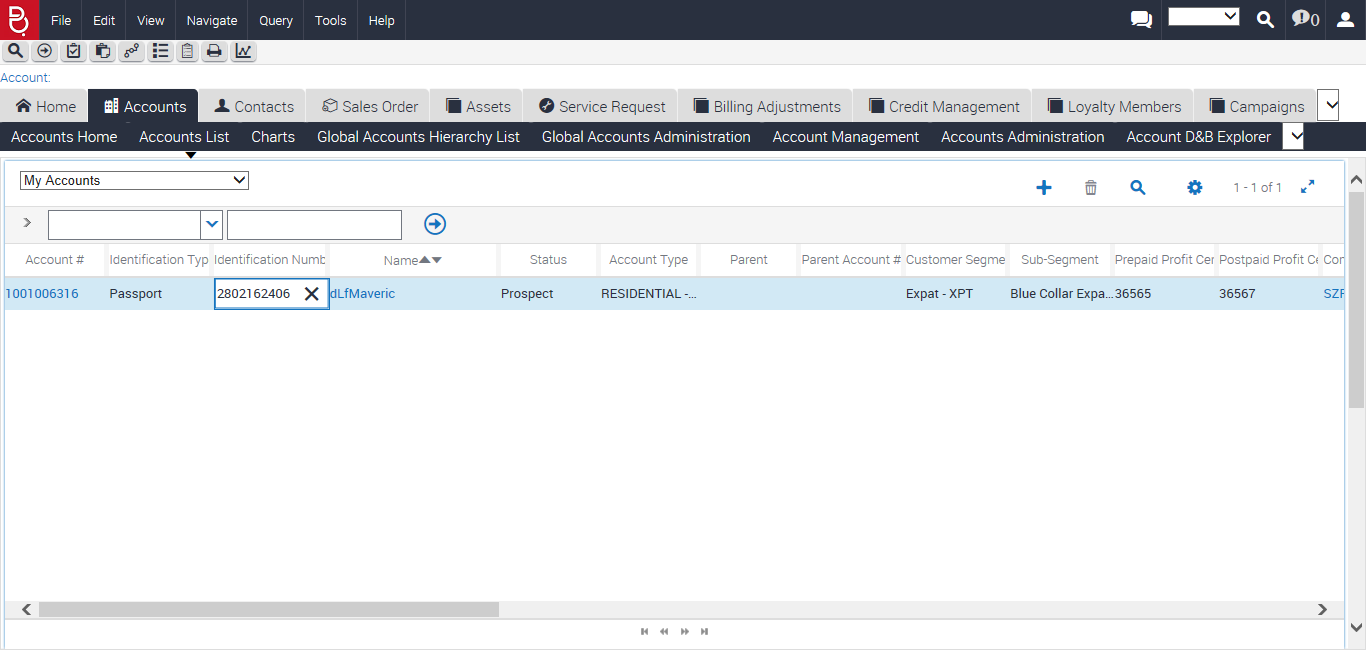 File Edit View Navigate Query Tools Help 0
Account:
Home Accounts Contacts Sales Order Assets Service Request Billing Adjustments Credit Management Loyalty Members Campaigns
Accounts Home Accounts List Charts Global Accounts Hierarchy List Global Accounts Administration Account Management Accounts Administration Account D&B Explorer
My Accounts 1 - 1 of 1
Account # Identification Typ Identification Numb Name Status Account Type Parent Parent Account # Customer Segme Sub-Segment Prepaid Profit Cer Postpaid Profit Ce Con
1001006316 Passport 2802162406 dLfMaveric Prospect RESIDENTIAL -... Expat - XPT Blue Collar Expa... 36565 36567 SZF